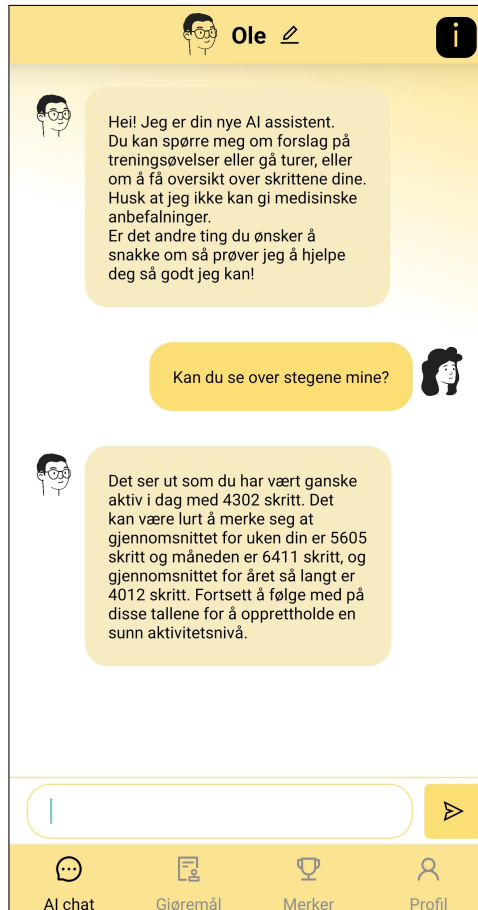 Ole
i
Hei! Jeg er din nye AI assistent.
Du kan spørre meg om forslag på
treningsøvelser eller gå turer, eller
om å få oversikt over skrittene dine.
Husk at jeg ikke kan gi medisinske
anbefalninger.
Er det andre ting du ønsker å
snakke om så prøver jeg å hjelpe
deg så godt jeg kan!
Kan du se over stegene mine?
Det ser ut som du har vært ganske
aktiv i dag med 4302 skritt. Det
kan være lurt å merke seg at
gjennomsnittet for uken din er 5605
skritt og måneden er 6411 skritt, og
gjennomsnittet for året så langt er
4012 skritt. Fortsett å følge med på
disse tallene for å opprettholde en
sunn aktivitetsnivå.
AI chat
Gjøremål
Merker
Profil